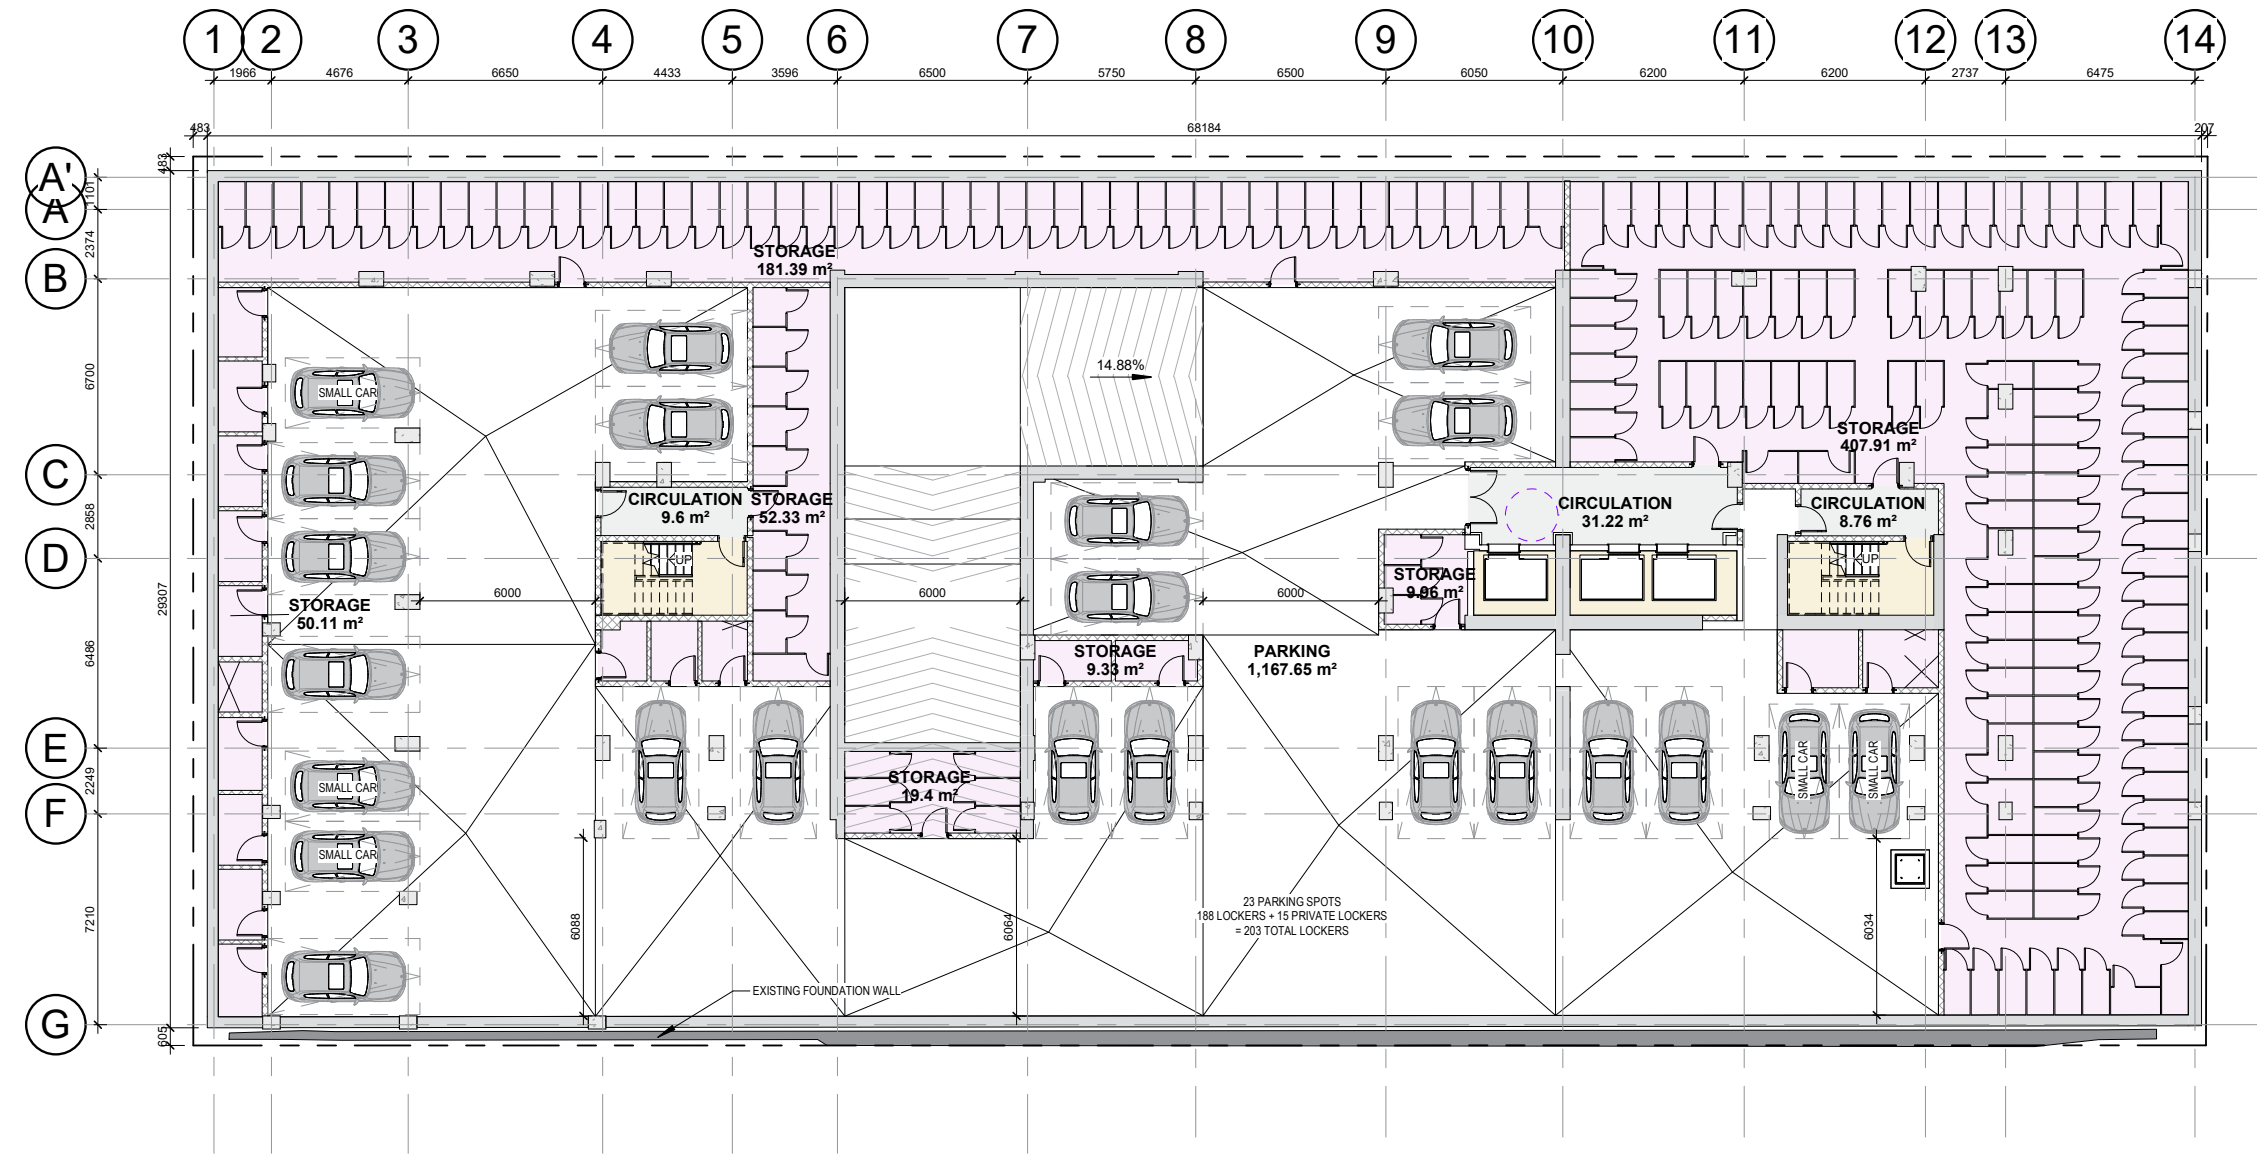 1 2 3 4 5 6 7 8 9 10 11 12 13 14
1966 4676 6650 4433 3596 6500 5750 6500 6050 6200 6200 2737 6475
483 68184 207
483
A'
1101
A
2374
STORAGE
181.39 m²
B
6700
14.88%
SMALL CAR
STORAGE
407.91 m²
C
CIRCULATION
9.6 m²
STORAGE
52.33 m²
CIRCULATION
31.22 m²
CIRCULATION
8.76 m²
2858
D
UP
UP
STORAGE
9.96 m²
29307
6000
6000
6000
STORAGE
50.11 m²
6486
STORAGE
9.33 m²
PARKING
1,167.65 m²
E
STORAGE
19.4 m²
SMALL CAR
SMALL CAR
SMALL CAR
2249
F
SMALL CAR
7210
6088
6064
6034
23 PARKING SPOTS
188 LOCKERS + 15 PRIVATE LOCKERS
= 203 TOTAL LOCKERS
EXISTING FOUNDATION WALL
G
605